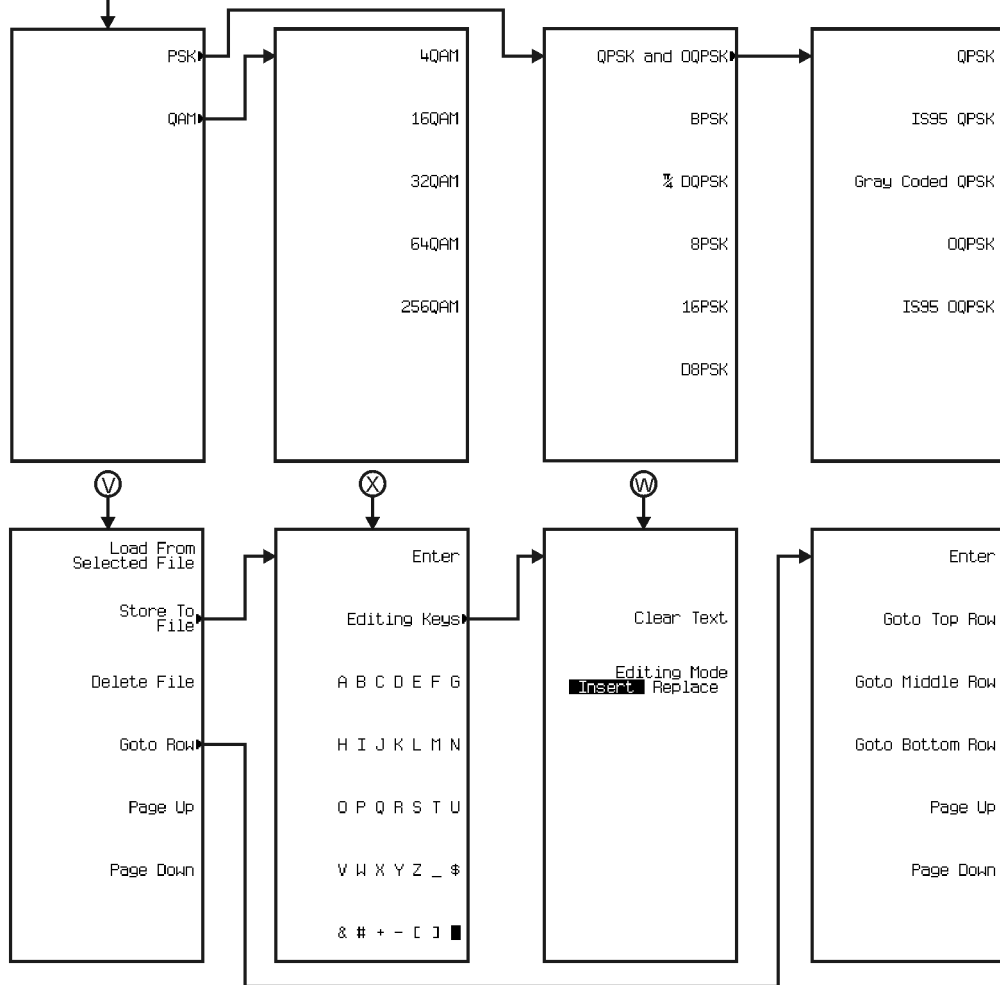 PSK
QAM
4QAM
16QAM
32QAM
64QAM
256QAM
QPSK and OQPSK
BPSK
π/4 DQPSK
8PSK
16PSK
D8PSK
QPSK
IS95 QPSK
Gray Coded QPSK
OQPSK
IS95 OQPSK
V
Load From
Selected File
Store To
File
Delete File
Goto Row
Page Up
Page Down
X
Enter
Editing Keys
A B C D E F G
H I J K L M N
O P Q R S T U
V W X Y Z _ $
& # + - [ ] █
W
Clear Text
Editing Mode
Insert Replace
Enter
Goto Top Row
Goto Middle Row
Goto Bottom Row
Page Up
Page Down